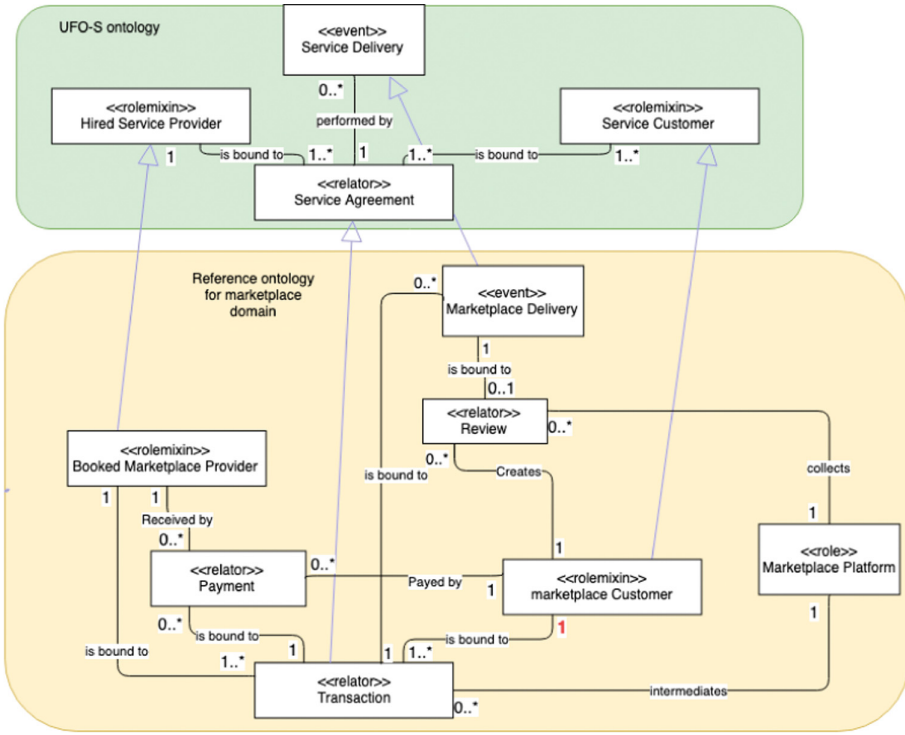 UFO-S ontology
<<event>>
Service Delivery
0..*
performed by
1
<<rolemixin>>
Hired Service Provider
1
is bound to
1..*
<<rolemixin>>
Service Customer
1..*
is bound to
1..*
<<relator>>
Service Agreement
Reference ontology
for marketplace
domain
<<event>>
Marketplace Delivery
0..*
1
is bound to
0..1
<<relator>>
Review
0..*
0..*
Creates
1
is bound to
collects
1
<<rolemixin>>
Booked Marketplace Provider
1
1
Received by
0..*
<<relator>>
Payment
0..*
Payed by
1
<<rolemixin>>
marketplace Customer
<<role>>
Marketplace Platform
1
0..*
is bound to
1
is bound to
1..*
1
1..*
is bound to
1
<<relator>>
Transaction
0..*
intermediates